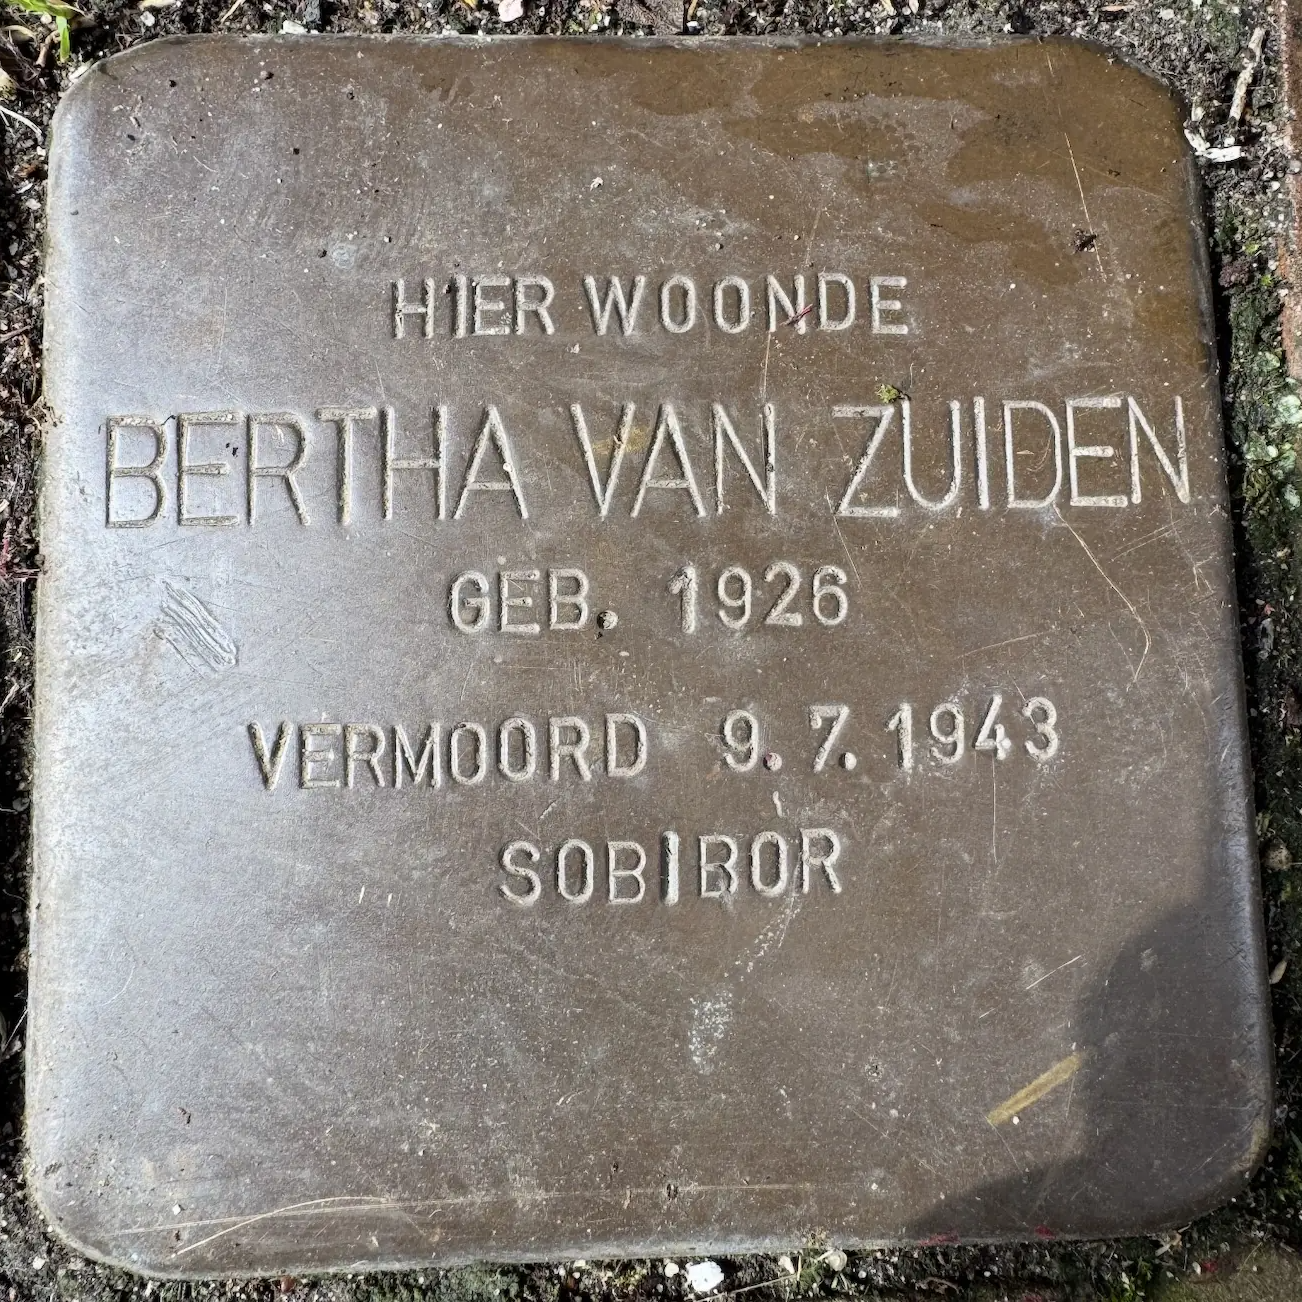 HIER WOONDE
BERTHA VAN ZUIDEN
GEB. 1926
VERMOORD 9.7.1943
SOBIBOR